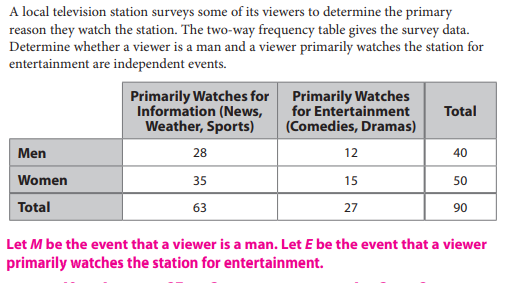 A local television station surveys some of its viewers to determine the primary
reason they watch the station. The two-way frequency table gives the survey data.
Determine whether a viewer is a man and a viewer primarily watches the station for
entertainment are independent events.
Primarily Watches for
Information (News,
Weather, Sports)
Primarily Watches
for Entertainment
(Comedies, Dramas)
Total
Men 28 12 40
Women 35 15 50
Total 63 27 90
Let M be the event that a viewer is a man. Let E be the event that a viewer
primarily watches the station for entertainment.